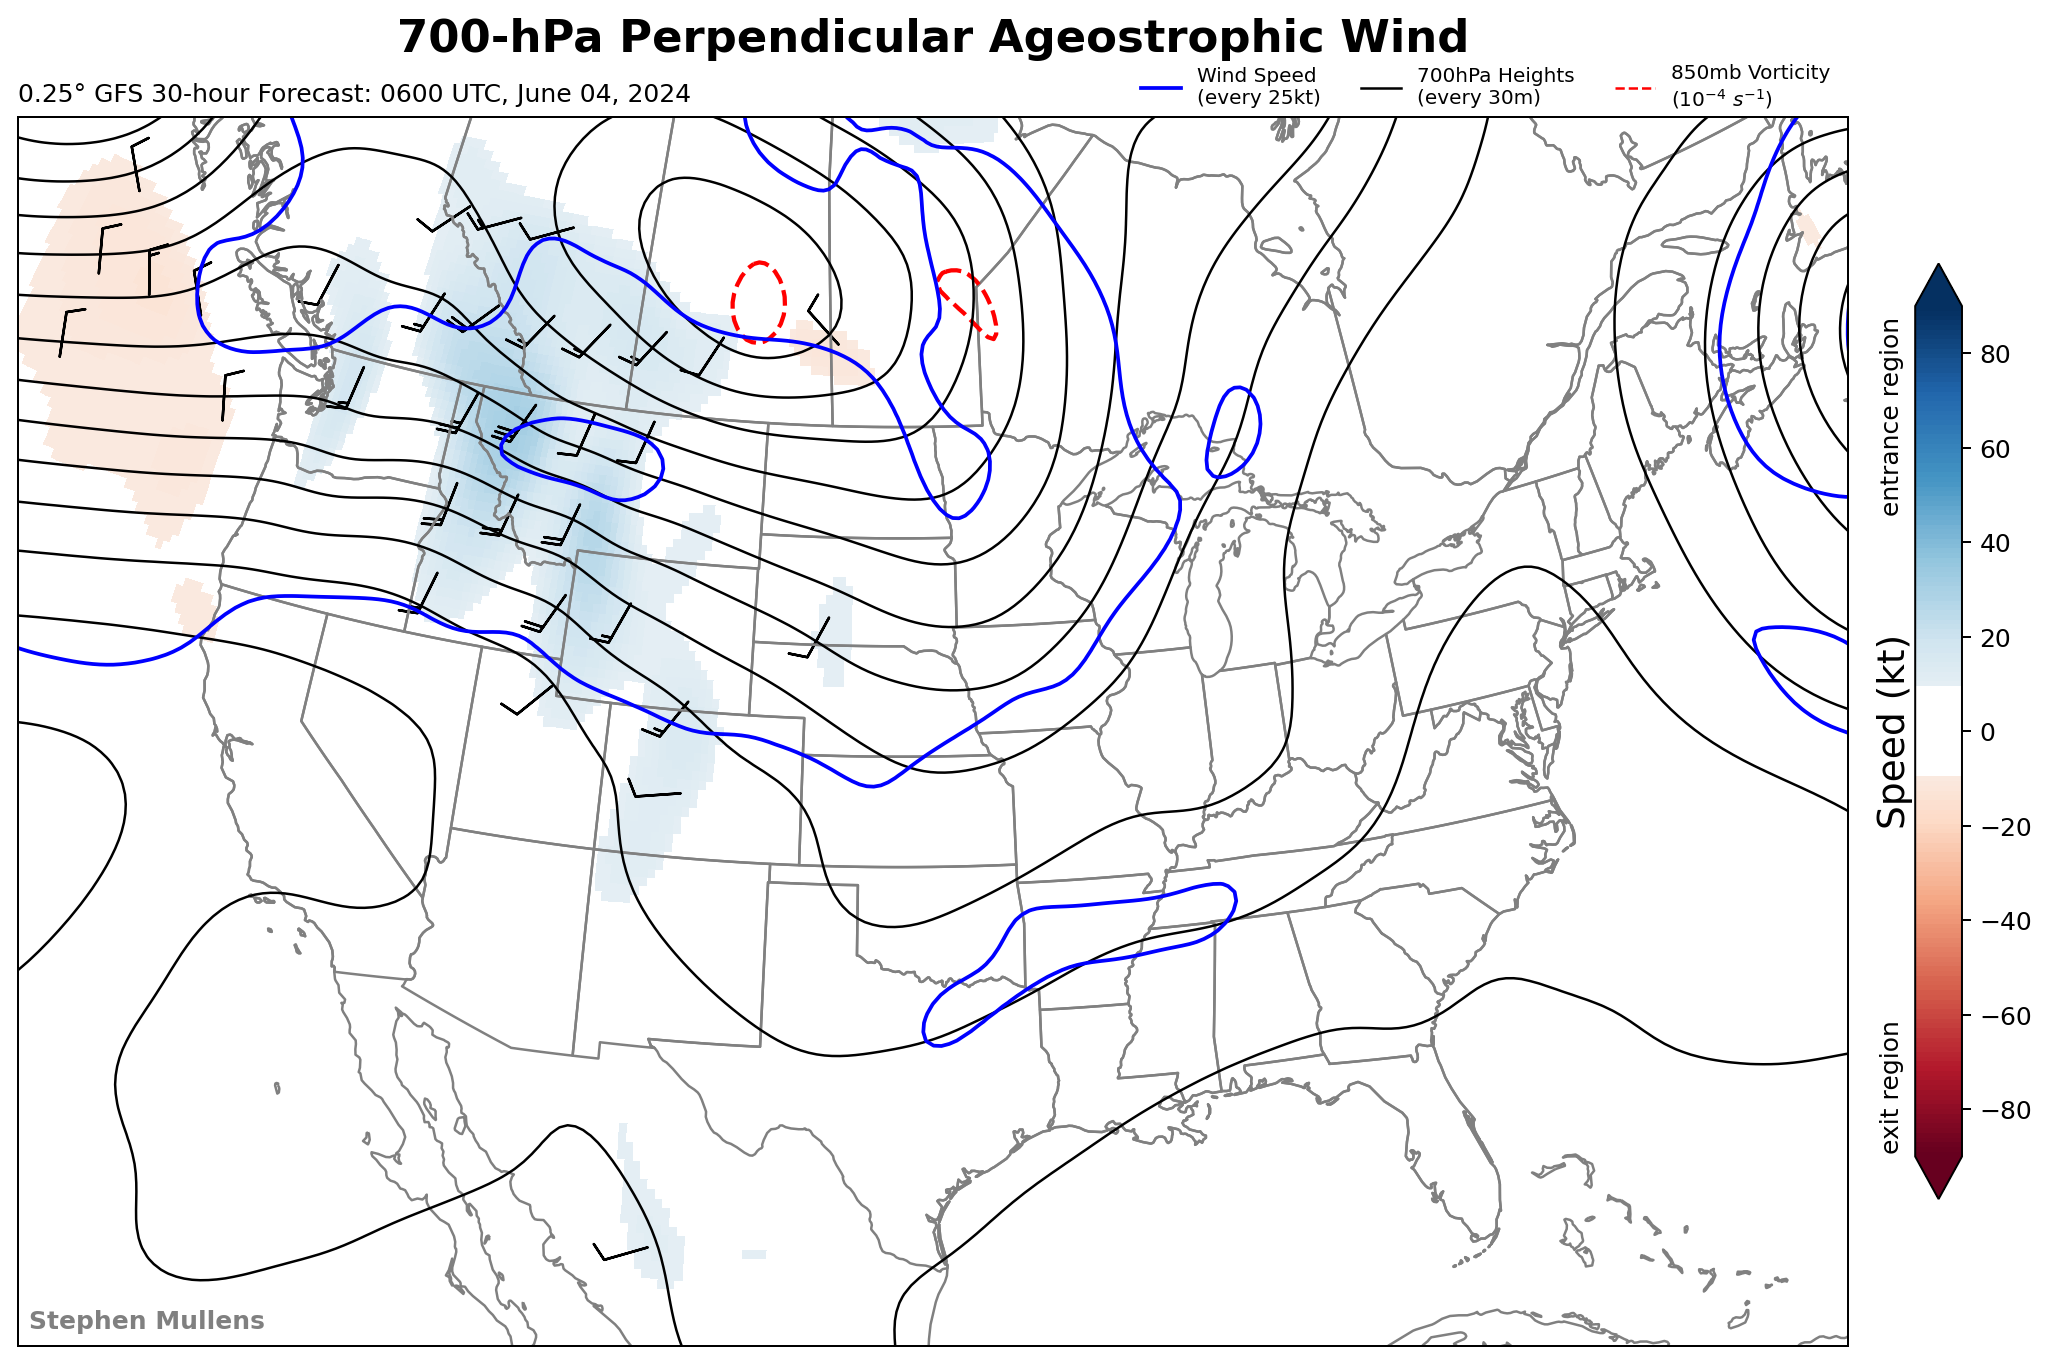 700-hPa Perpendicular Ageostrophic Wind
0.25° GFS 30-hour Forecast: 0600 UTC, June 04, 2024
Wind Speed
(every 25kt)
700hPa Heights
(every 30m)
850mb Vorticity
(10⁻⁴ s⁻¹)
entrance region
Speed (kt)
exit region
80
60
40
20
0
−20
−40
−60
−80
Stephen Mullens